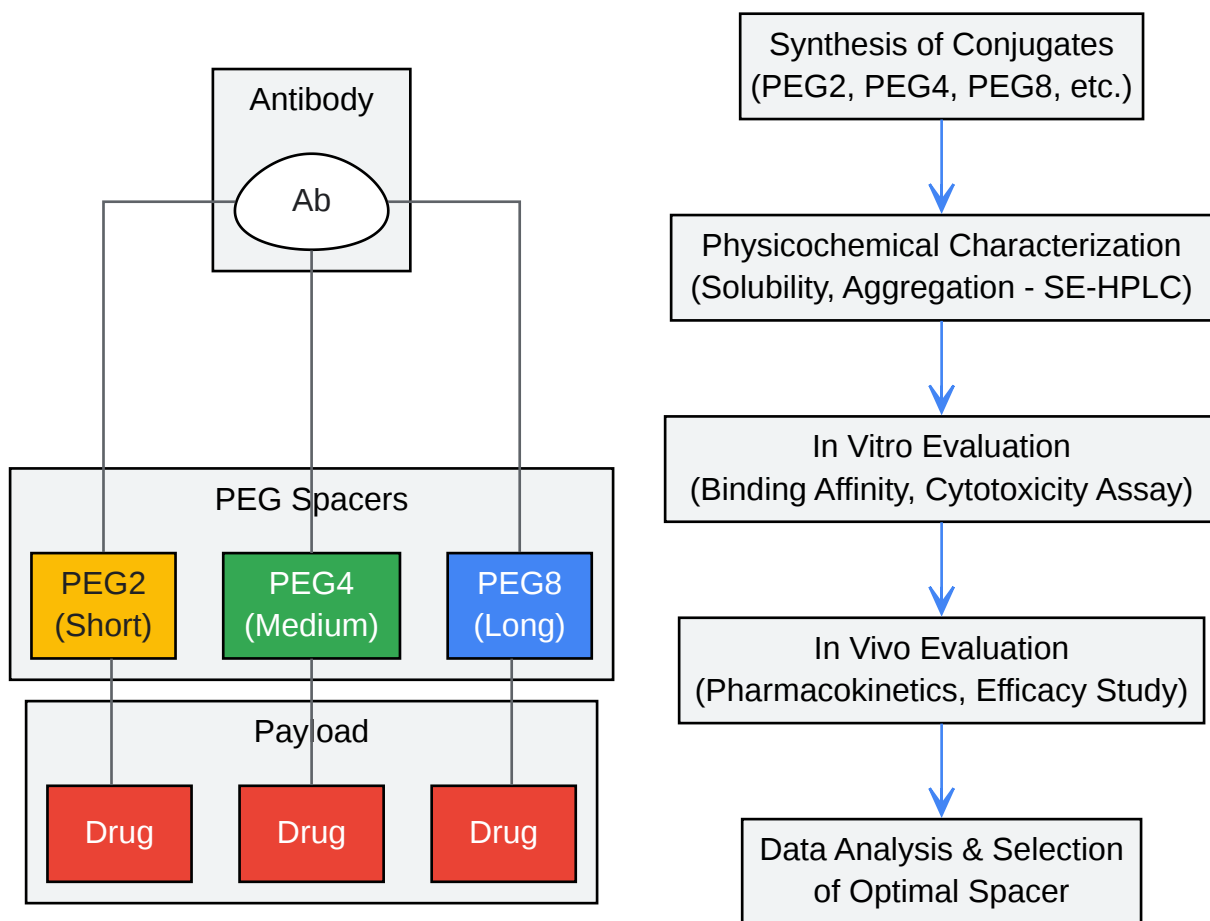 Antibody
Ab
PEG Spacers
PEG2
(Short)
PEG4
(Medium)
PEG8
(Long)
Payload
Drug
Drug
Drug
Synthesis of Conjugates
(PEG2, PEG4, PEG8, etc.)
Physicochemical Characterization
(Solubility, Aggregation - SE-HPLC)
In Vitro Evaluation
(Binding Affinity, Cytotoxicity Assay)
In Vivo Evaluation
(Pharmacokinetics, Efficacy Study)
Data Analysis & Selection
of Optimal Spacer